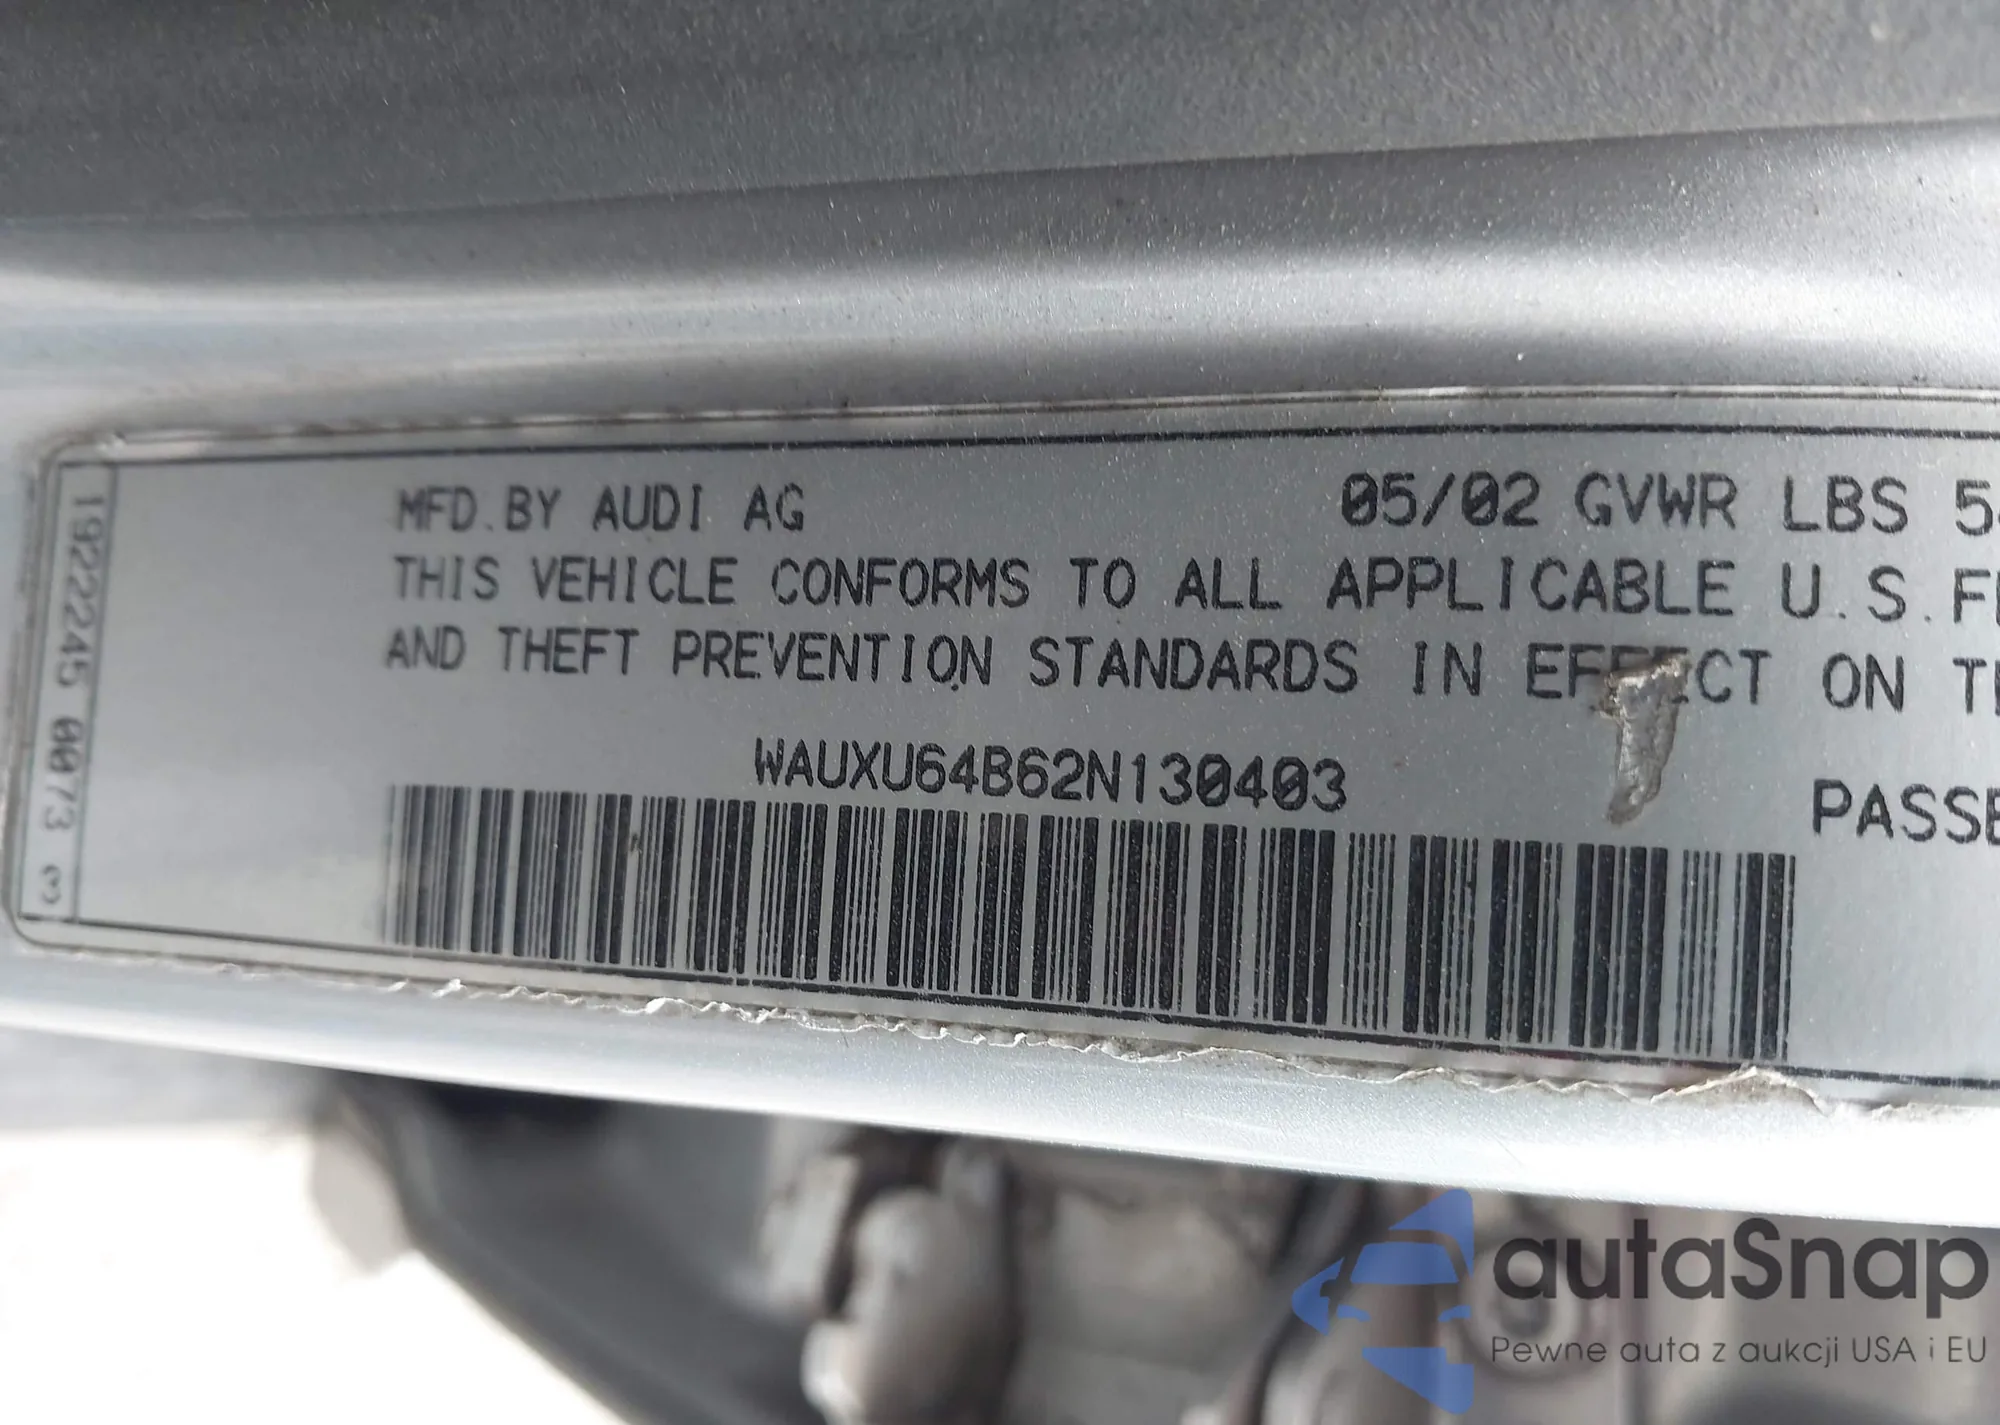 MFD.BY AUDI AG 05/02 GVWR LBS
THIS VEHICLE CONFORMS TO ALL APPLICABLE U.S.
AND THEFT PREVENTION STANDARDS IN EFFECT ON
WAUXU64B62N130403
1922245 0073 3
autaSnap
Pewne auta z aukcji USA i EU